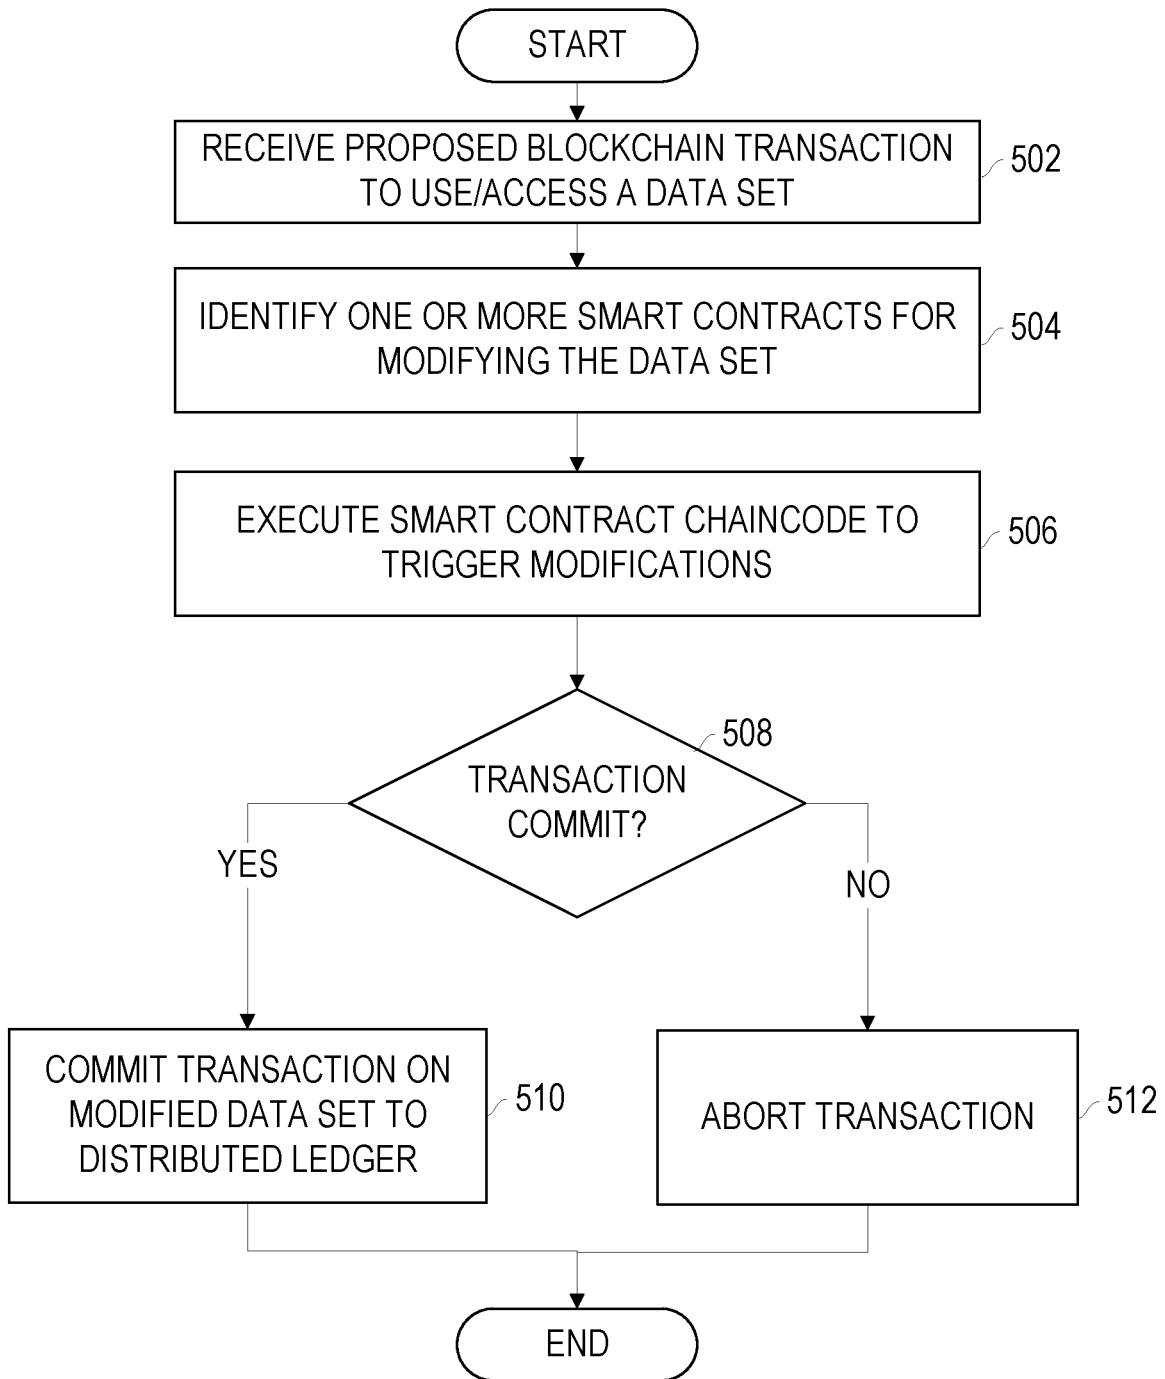 START
RECEIVE PROPOSED BLOCKCHAIN TRANSACTION
TO USE/ACCESS A DATA SET
502
IDENTIFY ONE OR MORE SMART CONTRACTS FOR
MODIFYING THE DATA SET
504
EXECUTE SMART CONTRACT CHAINCODE TO
TRIGGER MODIFICATIONS
506
508
TRANSACTION
COMMIT?
YES
NO
COMMIT TRANSACTION ON
MODIFIED DATA SET TO
DISTRIBUTED LEDGER
510
ABORT TRANSACTION
512
END